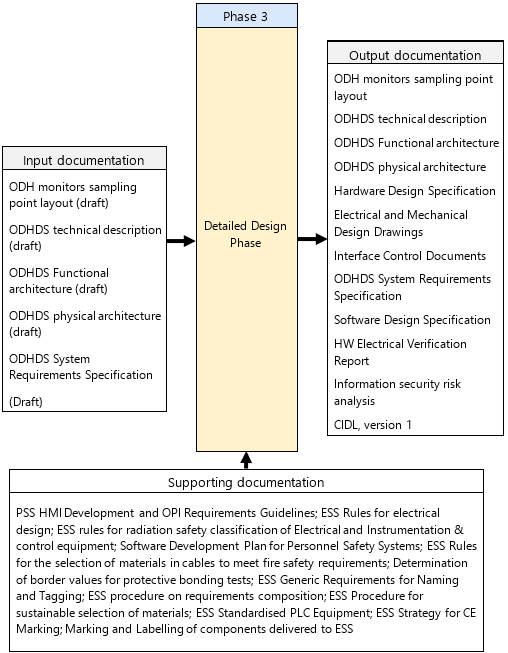 Phase 3
Detailed Design
Phase
Input documentation
ODH monitors sampling
point layout (draft)
ODHDS technical description
(draft)
ODHDS Functional
architecture (draft)
ODHDS physical architecture
(draft)
ODHDS System
Requirements Specification
(Draft)
Output documentation
ODH monitors sampling point
layout
ODHDS technical description
ODHDS Functional architecture
ODHDS physical architecture
Hardware Design Specification
Electrical and Mechanical
Design Drawings
Interface Control Documents
ODHDS System Requirements
Specification
Software Design Specification
HW Electrical Verification
Report
Information security risk
analysis
CIDL, version 1
Supporting documentation
PSS HMI Development and OPI Requirements Guidelines; ESS Rules for electrical
design; ESS rules for radiation safety classification of Electrical and Instrumentation &
control equipment; Software Development Plan for Personnel Safety Systems; ESS Rules
for the selection of materials in cables to meet fire safety requirements; Determination
of border values for protective bonding tests; ESS Generic Requirements for Naming
and Tagging; ESS procedure on requirements composition; ESS Procedure for
sustainable selection of materials; ESS Standardised PLC Equipment; ESS Strategy for CE
Marking; Marking and Labelling of components delivered to ESS